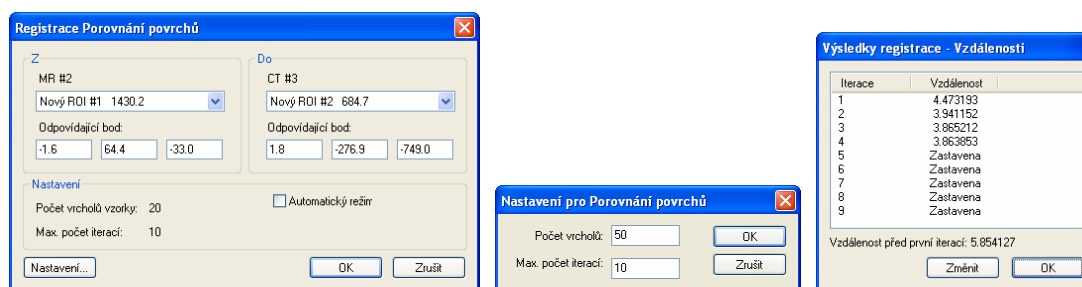 Registrace Porovnání povrchů
Z
MR #2
Nový ROI #1 1430.2
Odpovídající bod:
-1.6 64.4 -33.0
Do
CT #3
Nový ROI #2 684.7
Odpovídající bod:
1.8 -276.9 -749.0
Nastavení
Počet vrcholů vzorky: 20
Max. počet iterací: 10
Automatický režim
Nastavení... OK Zrušit
Nastavení pro Porovnání povrchů
Počet vrcholů: 50 OK
Max. počet iterací: 10 Zrušit
Výsledky registrace - Vzdálenosti
Iterace Vzdálenost
1 4.473193
2 3.941152
3 3.865212
4 3.863853
5 Zastavena
6 Zastavena
7 Zastavena
8 Zastavena
9 Zastavena
Vzdálenost před první iterací: 5.854127
Změnit OK